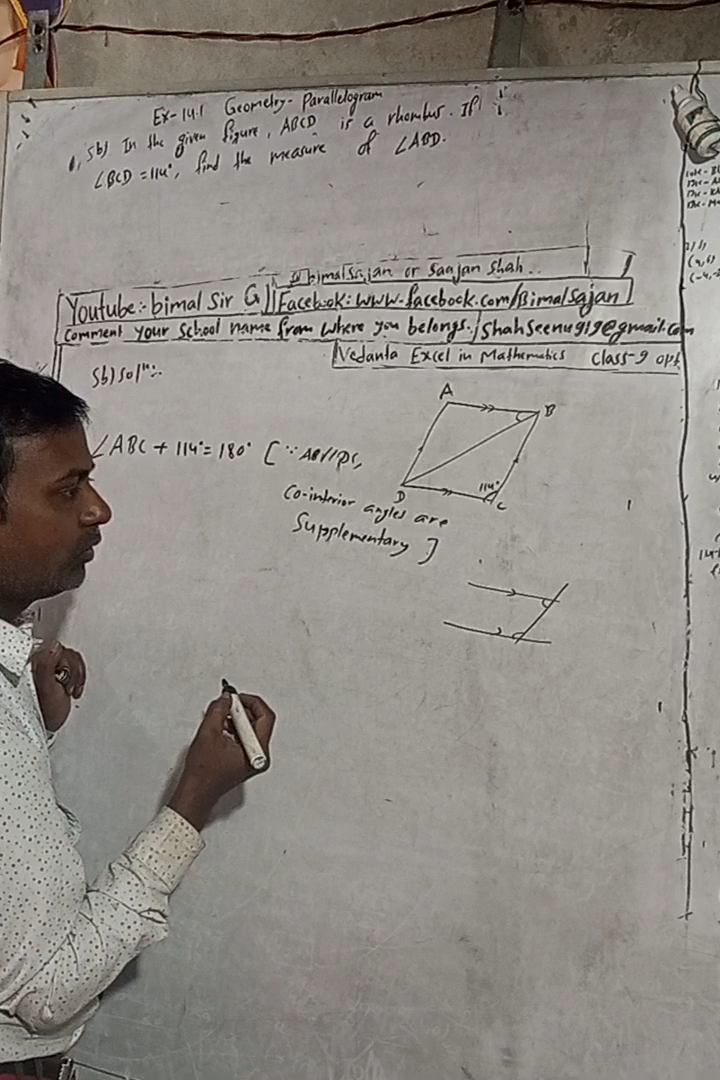 Ex-14.1 Geometry-Parallelogram
5b) In the given figure, ABCD is a rhombus. If
∠BCD = 114°, find the measure of ∠ABD.
@bimalsajan or Saajan Shah..
Youtube:- bimal Sir G
Facebook: www.facebook.com/Bimalsajan
Comment your School name from where you belongs.
ShahSeenu919@gmail.com
Vedanta Excel in Mathematics Class-9 opt
5b) Solⁿ:-
∠ABC + 114° = 180° [∵ AB//DC,
Co-interior angles are
Supplementary]
A
B
D
114°
C